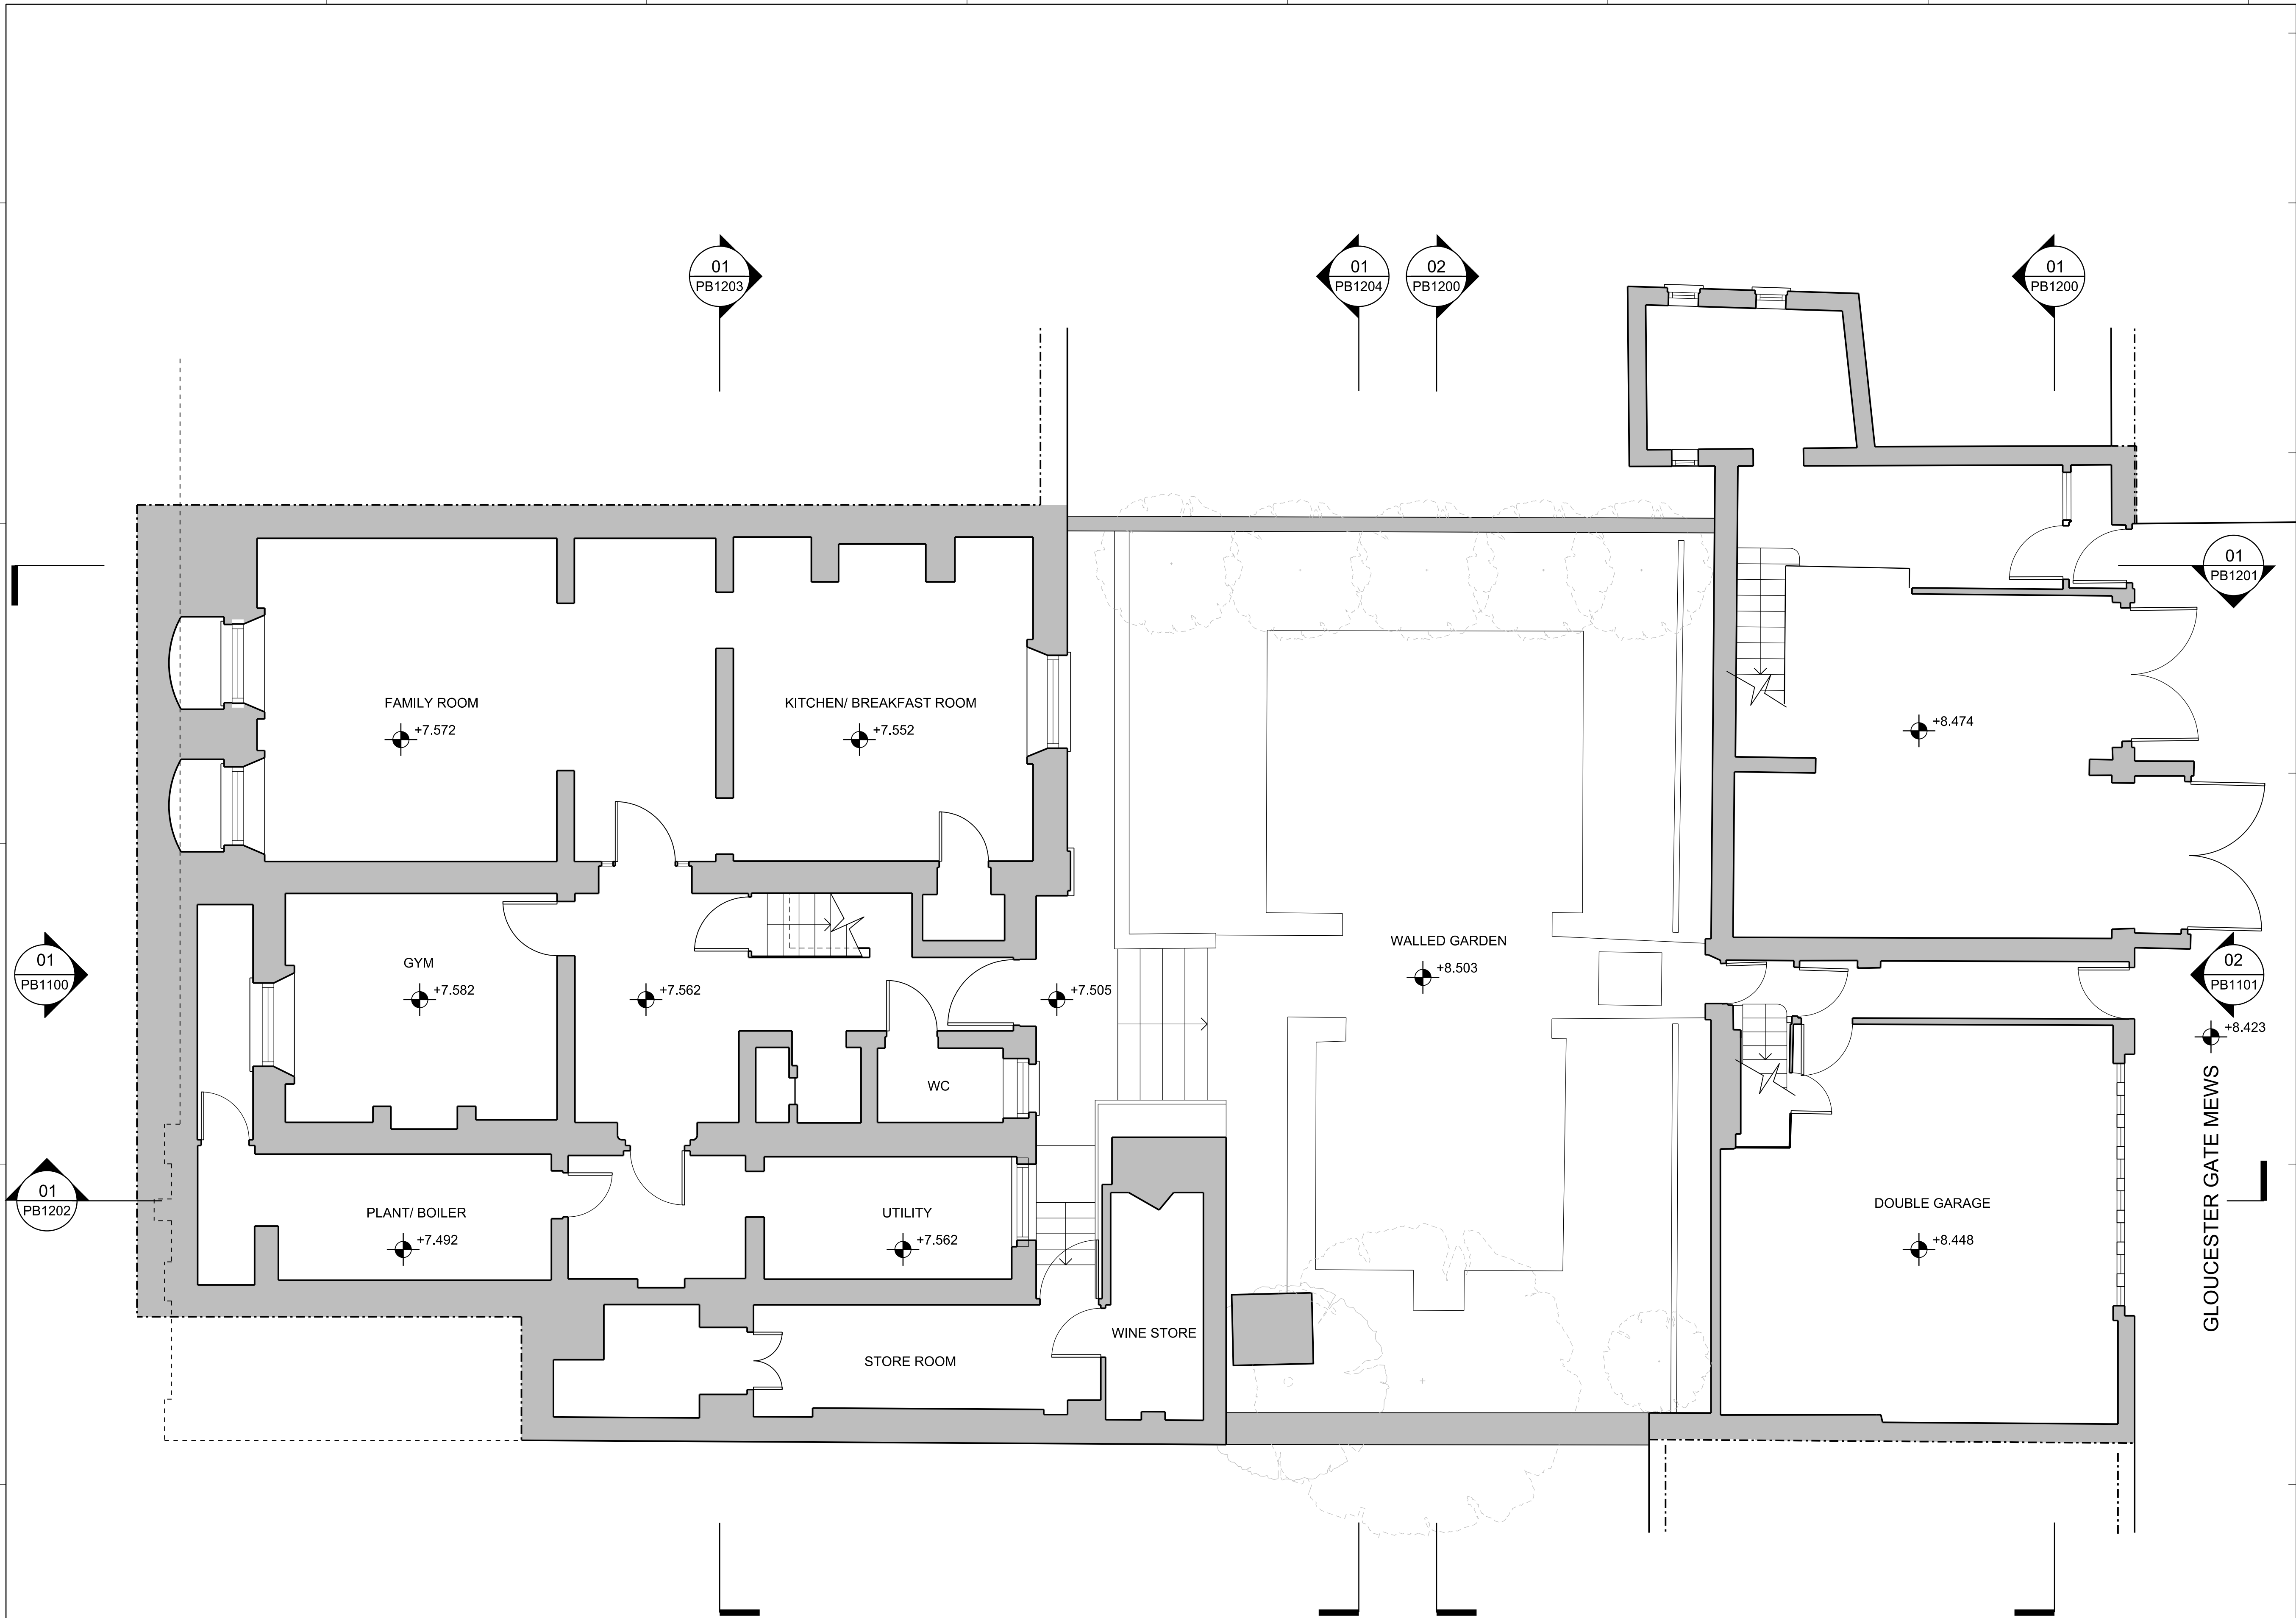 01
PB1203
01
PB1204
02
PB1200
01
PB1200
01
PB1201
FAMILY ROOM
+7.572
KITCHEN/ BREAKFAST ROOM
+7.552
+8.474
WALLED GARDEN
+8.503
01
PB1100
GYM
+7.582
+7.562
+7.505
02
PB1101
+8.423
WC
GLOUCESTER GATE MEWS
01
PB1202
PLANT/ BOILER
+7.492
UTILITY
+7.562
DOUBLE GARAGE
+8.448
WINE STORE
STORE ROOM